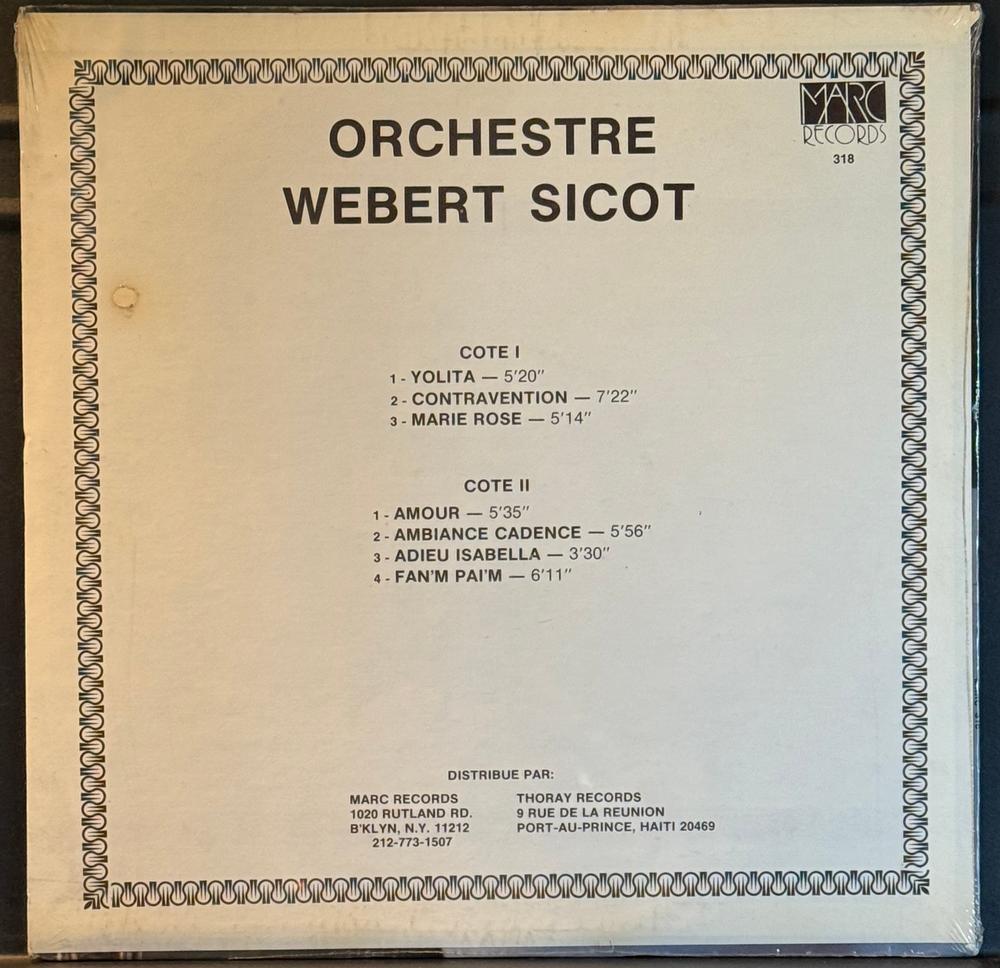 MARC
RECORDS
318
ORCHESTRE
WEBERT SICOT
COTE I
1 - YOLITA — 5'20"
2 - CONTRAVENTION — 7'22"
3 - MARIE ROSE — 5'14"
COTE II
1 - AMOUR — 5'35"
2 - AMBIANCE CADENCE — 5'56"
3 - ADIEU ISABELLA — 3'30"
4 - FAN'M PAI'M — 6'11"
DISTRIBUE PAR:
MARC RECORDS
1020 RUTLAND RD.
B'KLYN, N.Y. 11212
212-773-1507
THORAY RECORDS
9 RUE DE LA REUNION
PORT-AU-PRINCE, HAITI 20469